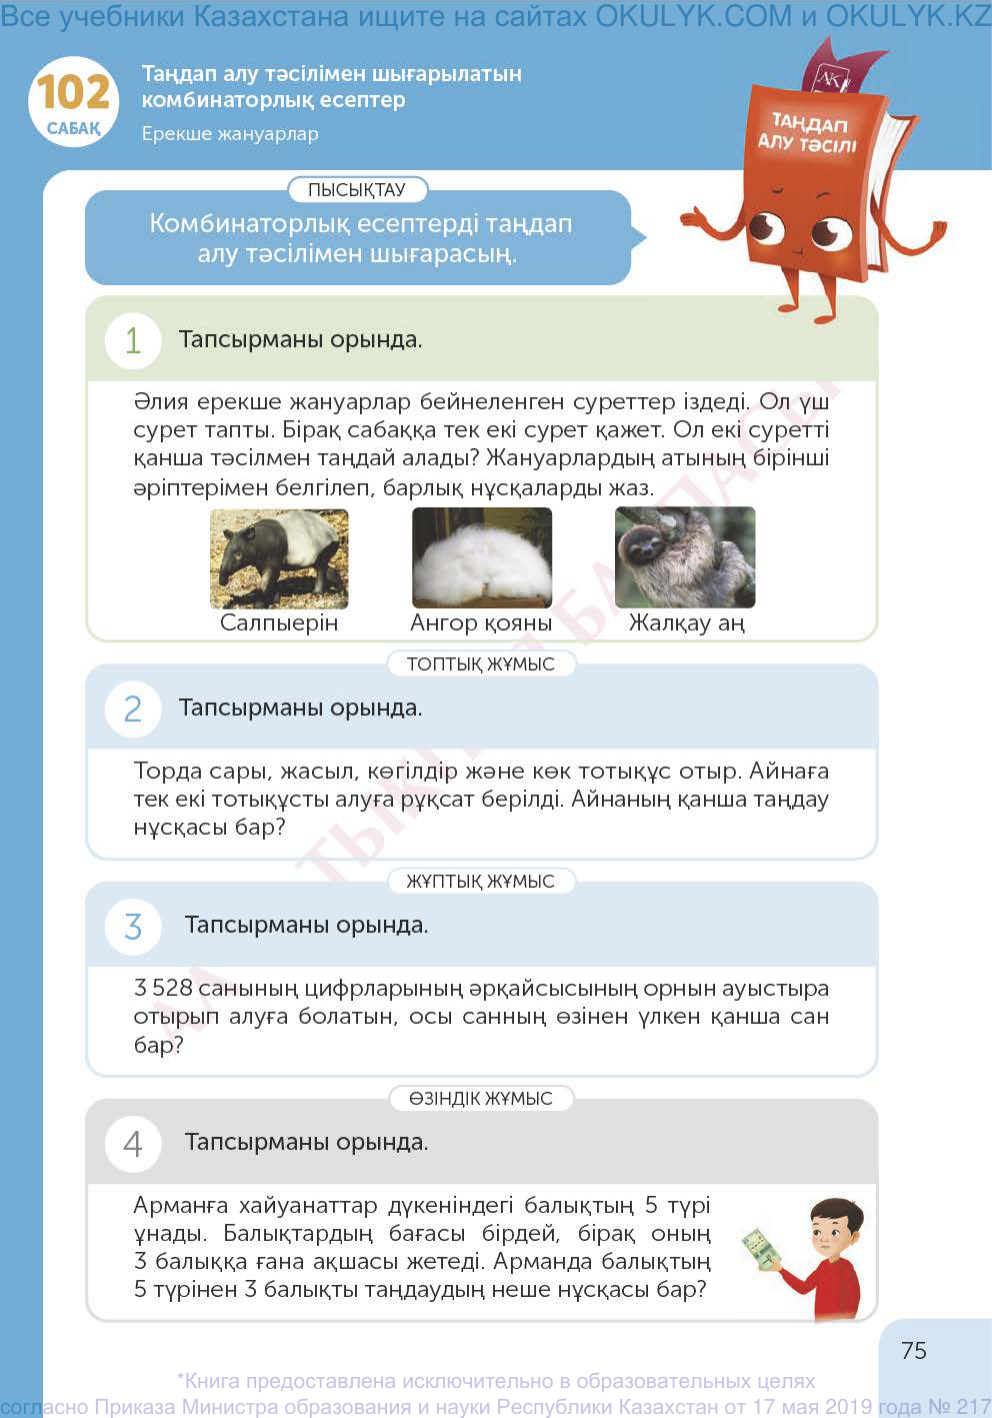 Все учебники Казахстана ищите на сайтах OKULYK.COM и OKULYK.KZ
102
САБАҚ
Таңдап алу тәсілімен шығарылатын
комбинаторлық есептер
Ерекше жануарлар
АҚ
ТАҢДАП
АЛУ ТӘСІЛІ
ПЫСЫҚТАУ
Комбинаторлық есептерді таңдап
алу тәсілімен шығарасың.
1 Тапсырманы орында.
Әлия ерекше жануарлар бейнеленген суреттер іздеді. Ол үш
сурет тапты. Бірақ сабаққа тек екі сурет қажет. Ол екі суретті
қанша тәсілмен таңдай алады? Жануарлардың атының бірінші
әріптерімен белгілеп, барлық нұсқаларды жаз.
Салпыерін Ангор қояны Жалқау аң
ТОПТЫҚ ЖҰМЫС
2 Тапсырманы орында.
Торда сары, жасыл, көгілдір және көк тотықұс отыр. Айнаға
тек екі тотықұсты алуға рұқсат берілді. Айнаның қанша таңдау
нұсқасы бар?
ЖҰПТЫҚ ЖҰМЫС
3 Тапсырманы орында.
3 528 санының цифрларының әрқайсысының орнын ауыстыра
отырып алуға болатын, осы санның өзінен үлкен қанша сан
бар?
ӨЗІНДІК ЖҰМЫС
4 Тапсырманы орында.
Арманға хайуанаттар дүкеніндегі балықтың 5 түрі
ұнады. Балықтардың бағасы бірдей, бірақ оның
3 балыққа ғана ақшасы жетеді. Арманда балықтың
5 түрінен 3 балықты таңдаудың неше нұсқасы бар?
75
*Книга предоставлена исключительно в образовательных целях
согласно Приказа Министра образования и науки Республики Казахстан от 17 мая 2019 года № 217